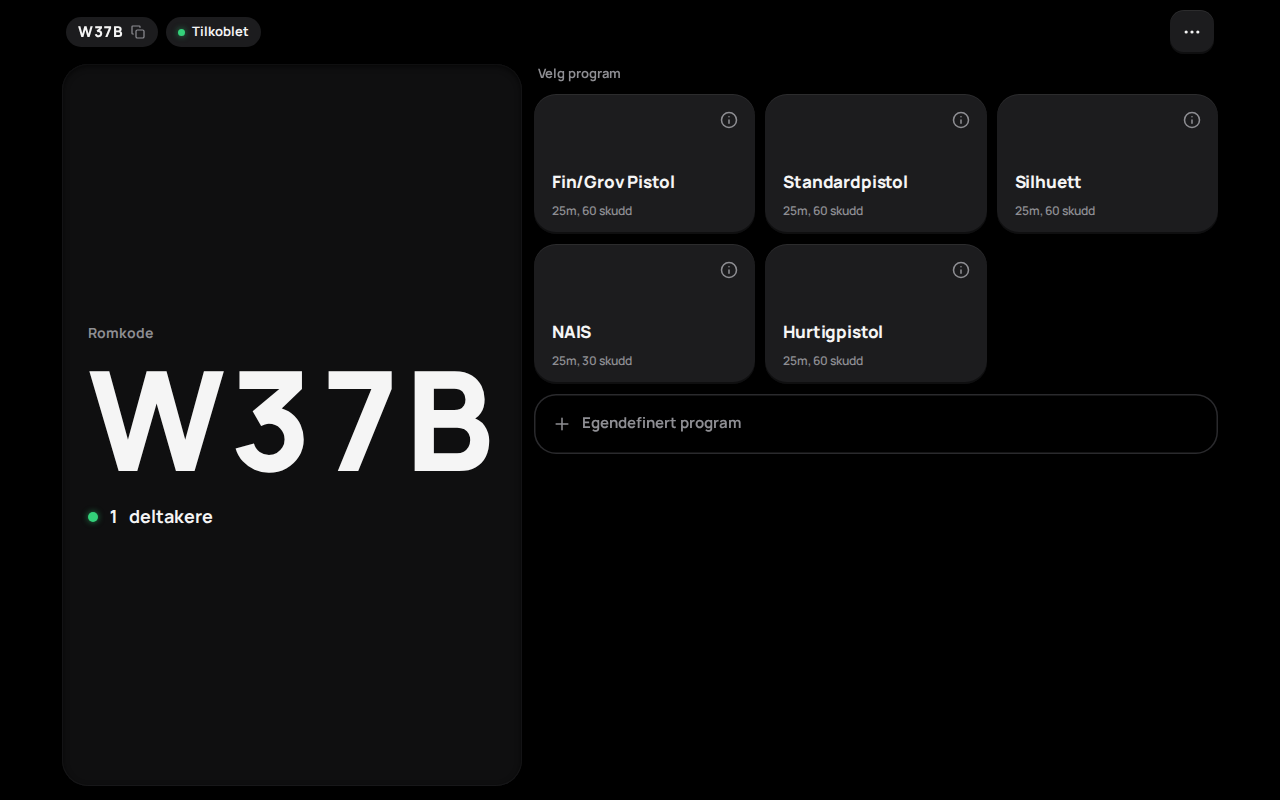 W37B
Tilkoblet
Romkode
W37B
1 deltakere
Velg program
Fin/Grov Pistol
25m, 60 skudd
Standardpistol
25m, 60 skudd
Silhuett
25m, 60 skudd
NAIS
25m, 30 skudd
Hurtigpistol
25m, 60 skudd
Egendefinert program